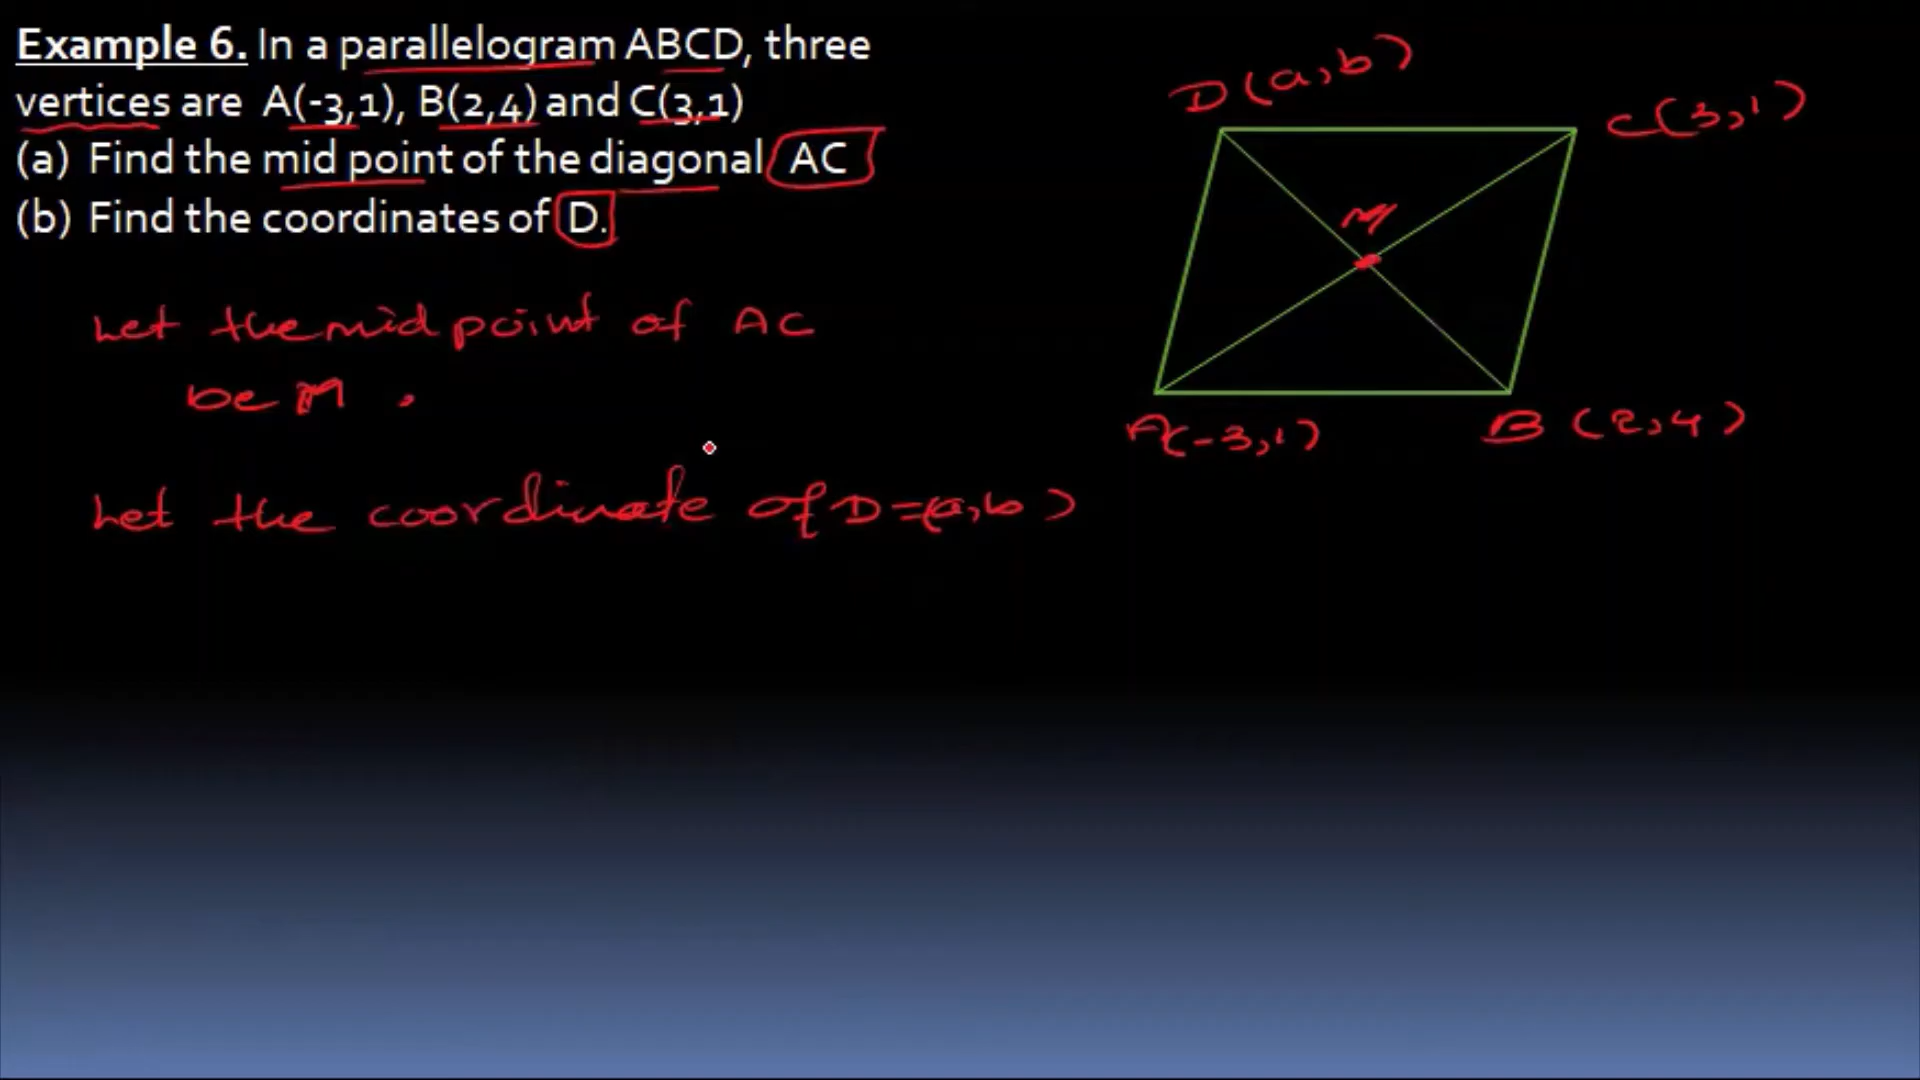 Example 6. In a parallelogram ABCD, three
vertices are A(-3,1), B(2,4) and C(3,1)
(a) Find the mid point of the diagonal AC
(b) Find the coordinates of D.
D(a,b)
C(3,1)
M
A(-3,1)
B(2,4)
Let the mid point of AC
be M.
Let the coordinate of D=(a,b)